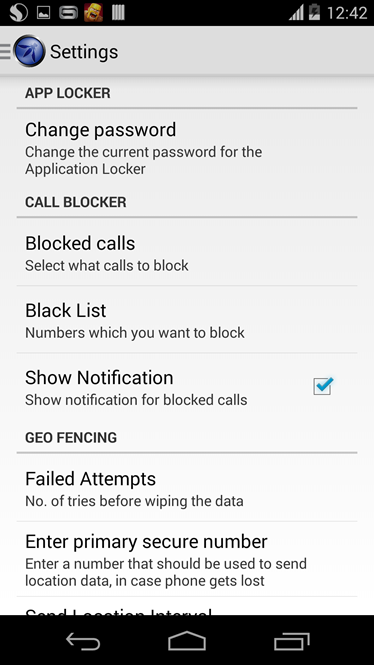 12:42
Settings
APP LOCKER
Change password
Change the current password for the
Application Locker
CALL BLOCKER
Blocked calls
Select what calls to block
Black List
Numbers which you want to block
Show Notification
Show notification for blocked calls
GEO FENCING
Failed Attempts
No. of tries before wiping the data
Enter primary secure number
Enter a number that should be used to send
location data, in case phone gets lost
Send Location Interval